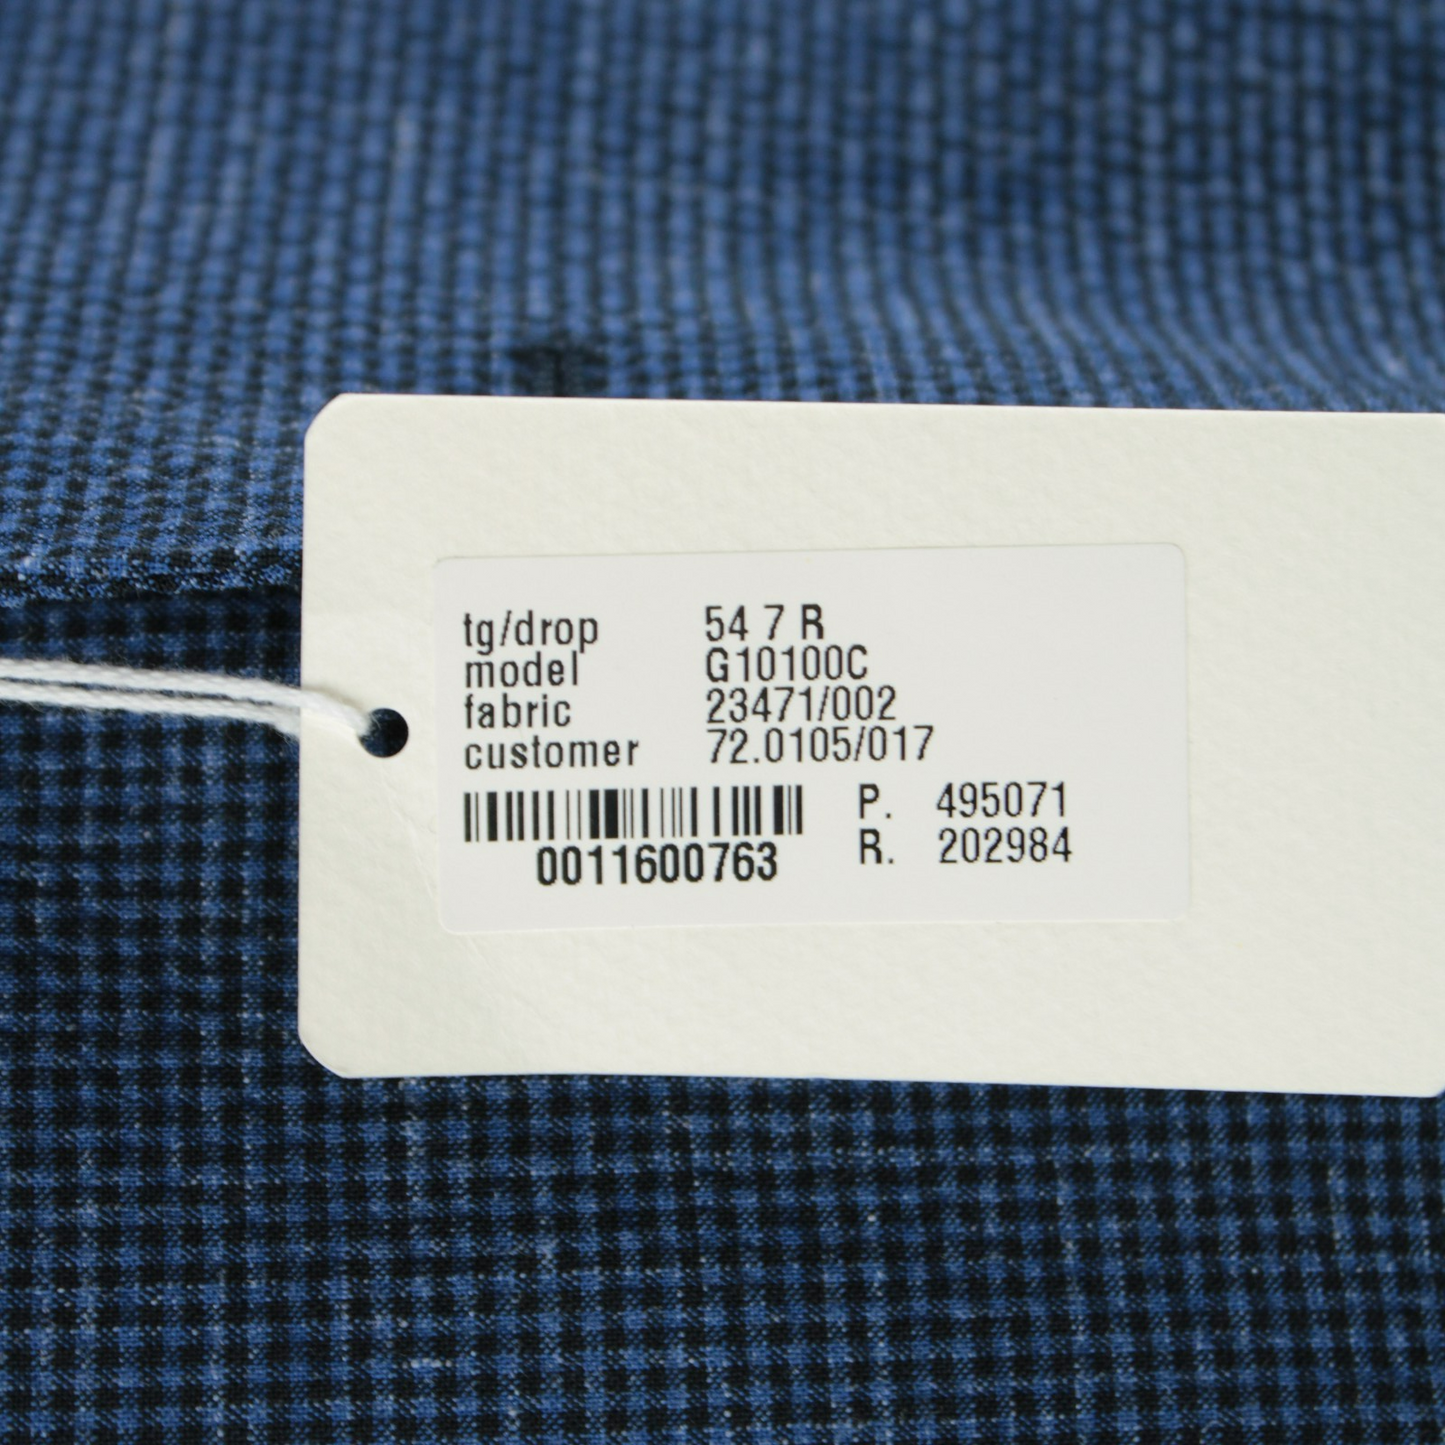 tg/drop 54 7 R
model G10100C
fabric 23471/002
customer 72.0105/017
P. 495071
R. 202984
0011600763